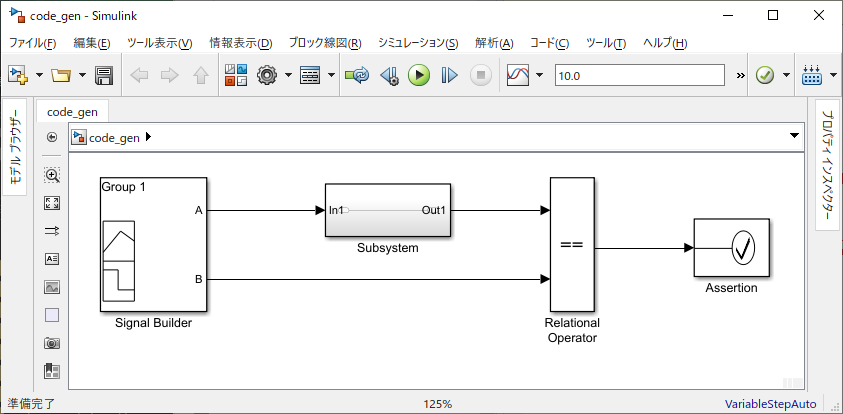 code_gen - Simulink
ファイル(F) 編集(E) ツール表示(V) 情報表示(D) ブロック線図(R) シミュレーション(S) 解析(A) コード(C) ツール(T) ヘルプ(H)
10.0
»
モデル ブラウザー
code_gen
code_gen
プロパティ インスペクター
Group 1
A
B
Signal Builder
In1
Out1
Subsystem
==
Relational
Operator
Assertion
準備完了
125%
VariableStepAuto